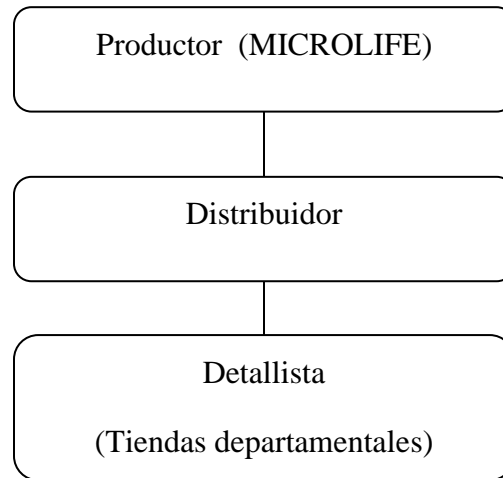 Productor (MICROLIFE)
Distribuidor
Detallista
(Tiendas departamentales)